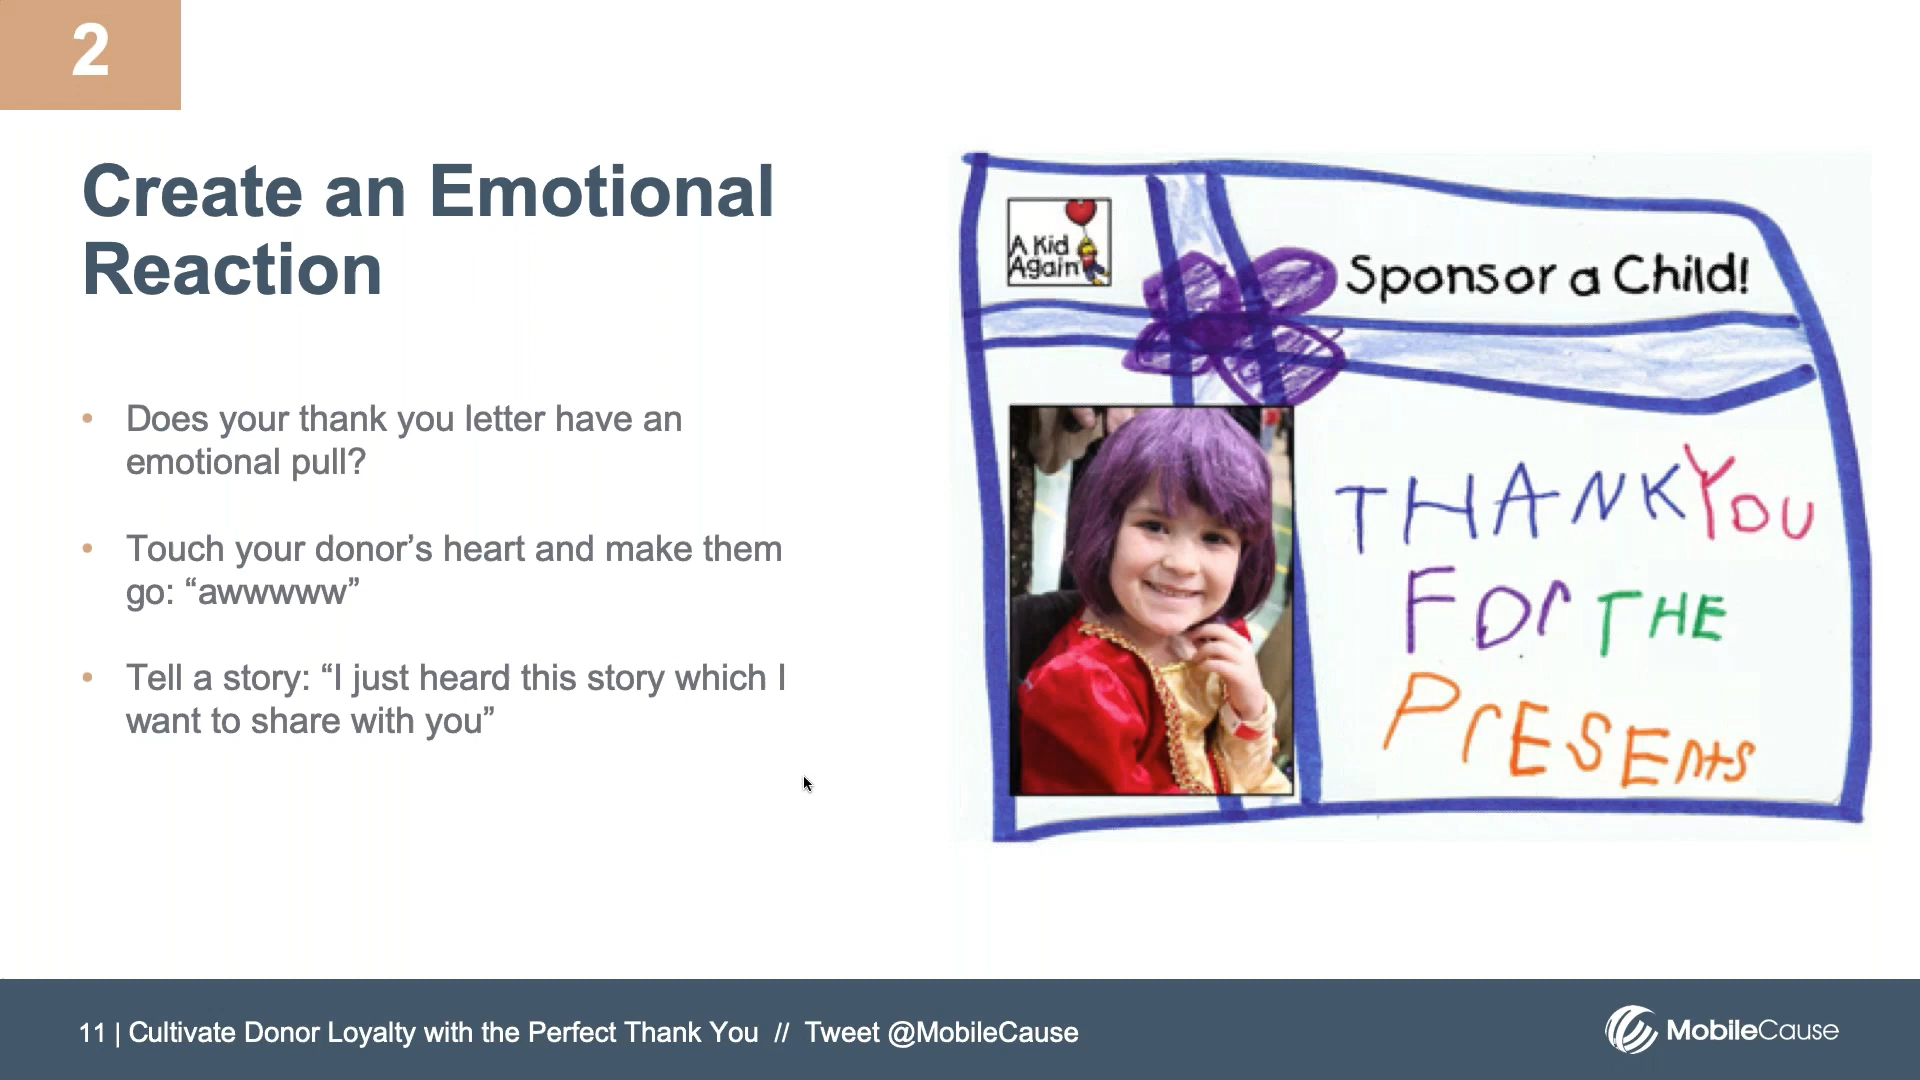 2
Create an Emotional
Reaction
• Does your thank you letter have an
emotional pull?
• Touch your donor’s heart and make them
go: “awwwww”
• Tell a story: “I just heard this story which I
want to share with you”
A Kid
Again
Sponsor a Child!
THANK YOU
FOr THE
PrESENtS
11 | Cultivate Donor Loyalty with the Perfect Thank You // Tweet @MobileCause
MobileCause